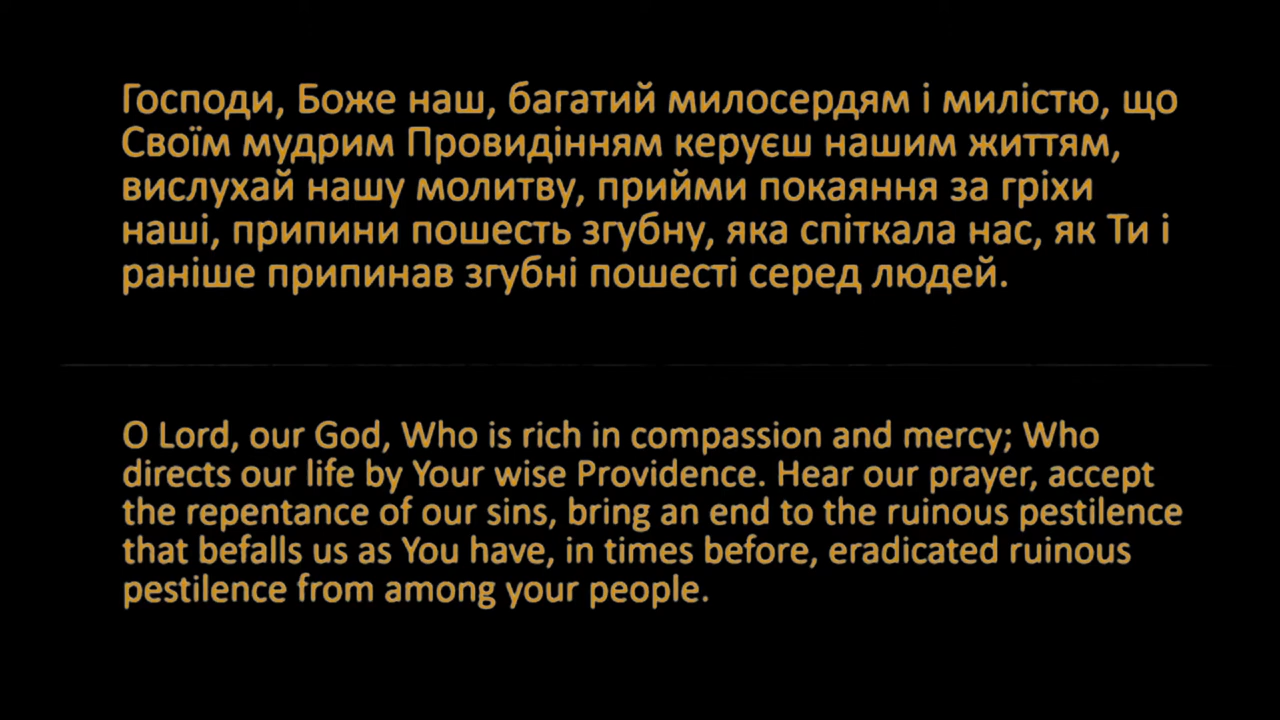 Господи, Боже наш, багатий милосердям і милістю, що
Своїм мудрим Провидінням керуєш нашим життям,
вислухай нашу молитву, прийми покаяння за гріхи
наші, припини пошесть згубну, яка спіткала нас, як Ти і
раніше припинав згубні пошесті серед людей.
O Lord, our God, Who is rich in compassion and mercy; Who
directs our life by Your wise Providence. Hear our prayer, accept
the repentance of our sins, bring an end to the ruinous pestilence
that befalls us as You have, in times before, eradicated ruinous
pestilence from among your people.